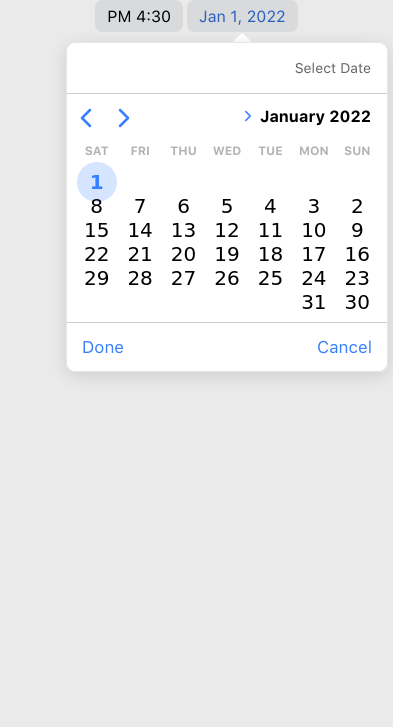 PM 4:30 Jan 1, 2022
Select Date
January 2022
SAT FRI THU WED TUE MON SUN
1
8 7 6 5 4 3 2
15 14 13 12 11 10 9
22 21 20 19 18 17 16
29 28 27 26 25 24 23
31 30
Done Cancel